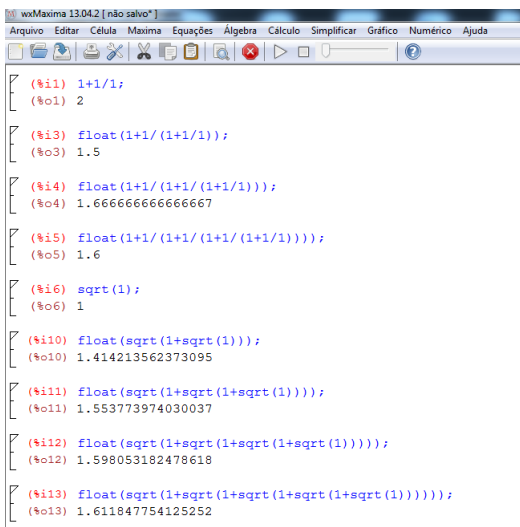 wxMaxima 13.04.2 [ não salvo* ]
Arquivo Editar Célula Maxima Equações Álgebra Cálculo Simplificar Gráfico Numérico Ajuda
(%i1) 1+1/1;
(%o1) 2
(%i3) float(1+1/(1+1/1));
(%o3) 1.5
(%i4) float(1+1/(1+1/(1+1/1)));
(%o4) 1.666666666666667
(%i5) float(1+1/(1+1/(1+1/(1+1/1))));
(%o5) 1.6
(%i6) sqrt(1);
(%o6) 1
(%i10) float(sqrt(1+sqrt(1)));
(%o10) 1.414213562373095
(%i11) float(sqrt(1+sqrt(1+sqrt(1))));
(%o11) 1.553773974030037
(%i12) float(sqrt(1+sqrt(1+sqrt(1+sqrt(1)))));
(%o12) 1.598053182478618
(%i13) float(sqrt(1+sqrt(1+sqrt(1+sqrt(1+sqrt(1))))));
(%o13) 1.611847754125252